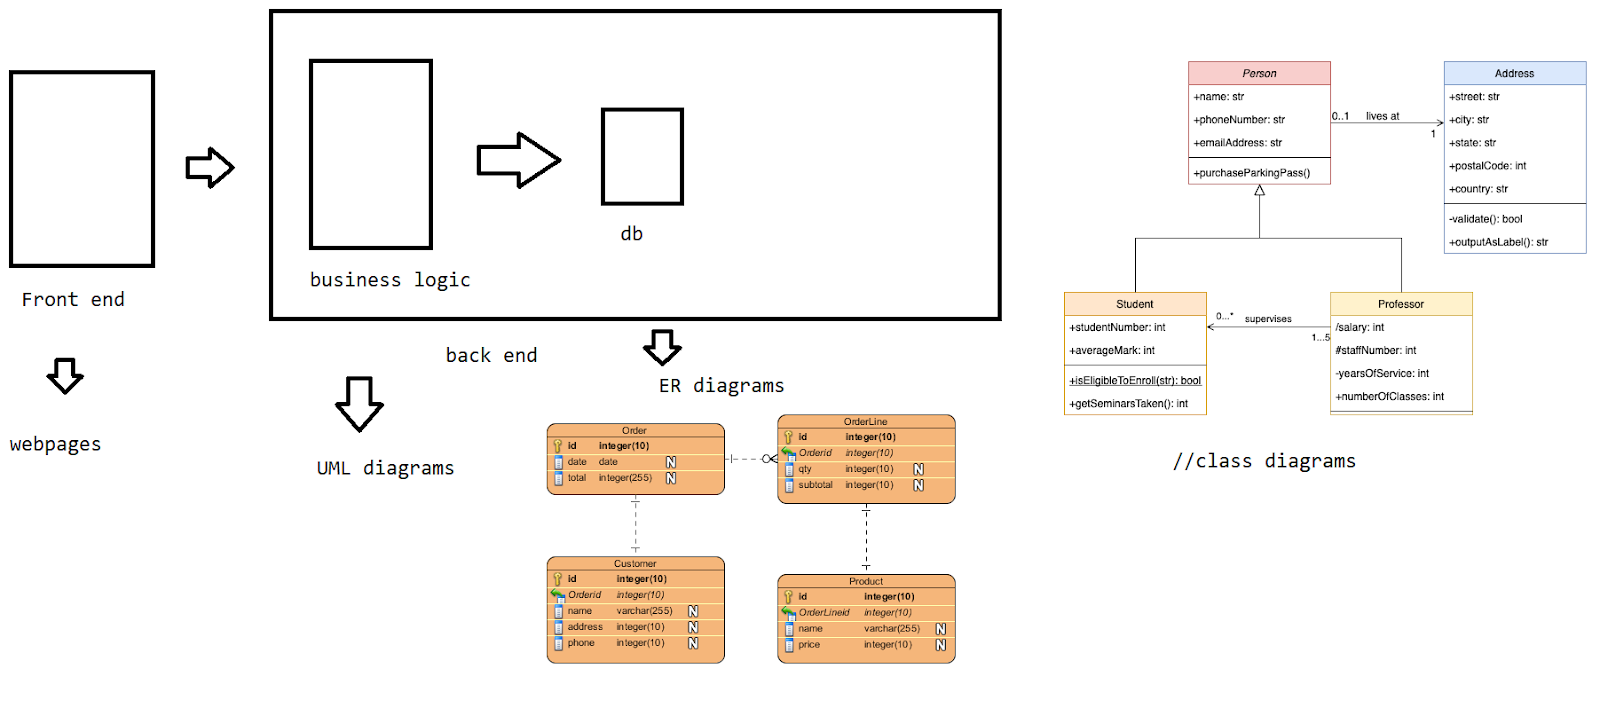 Front end
webpages
business logic
db
back end
UML diagrams
ER diagrams
Order
id integer(10)
date date N
total integer(255) N
OrderLine
id integer(10)
OrderId integer(10)
qty integer(10) N
subtotal integer(10) N
Customer
id integer(10)
OrderId integer(10)
name varchar(255) N
address integer(10) N
phone integer(10) N
Product
id integer(10)
OrderLineid integer(10)
name varchar(255) N
price integer(10) N
Person
+name: str
+phoneNumber: str
+emailAddress: str
+purchaseParkingPass()
0..1 lives at
1
Address
+street: str
+city: str
+state: str
+postalCode: int
+country: str
-validate(): bool
+outputAsLabel(): str
Student
+studentNumber: int
+averageMark: int
+isEligibleToEnroll(str): bool
+getSeminarsTaken(): int
0...* supervises
1...5
Professor
/salary: int
#staffNumber: int
-yearsOfService: int
+numberOfClasses: int
//class diagrams